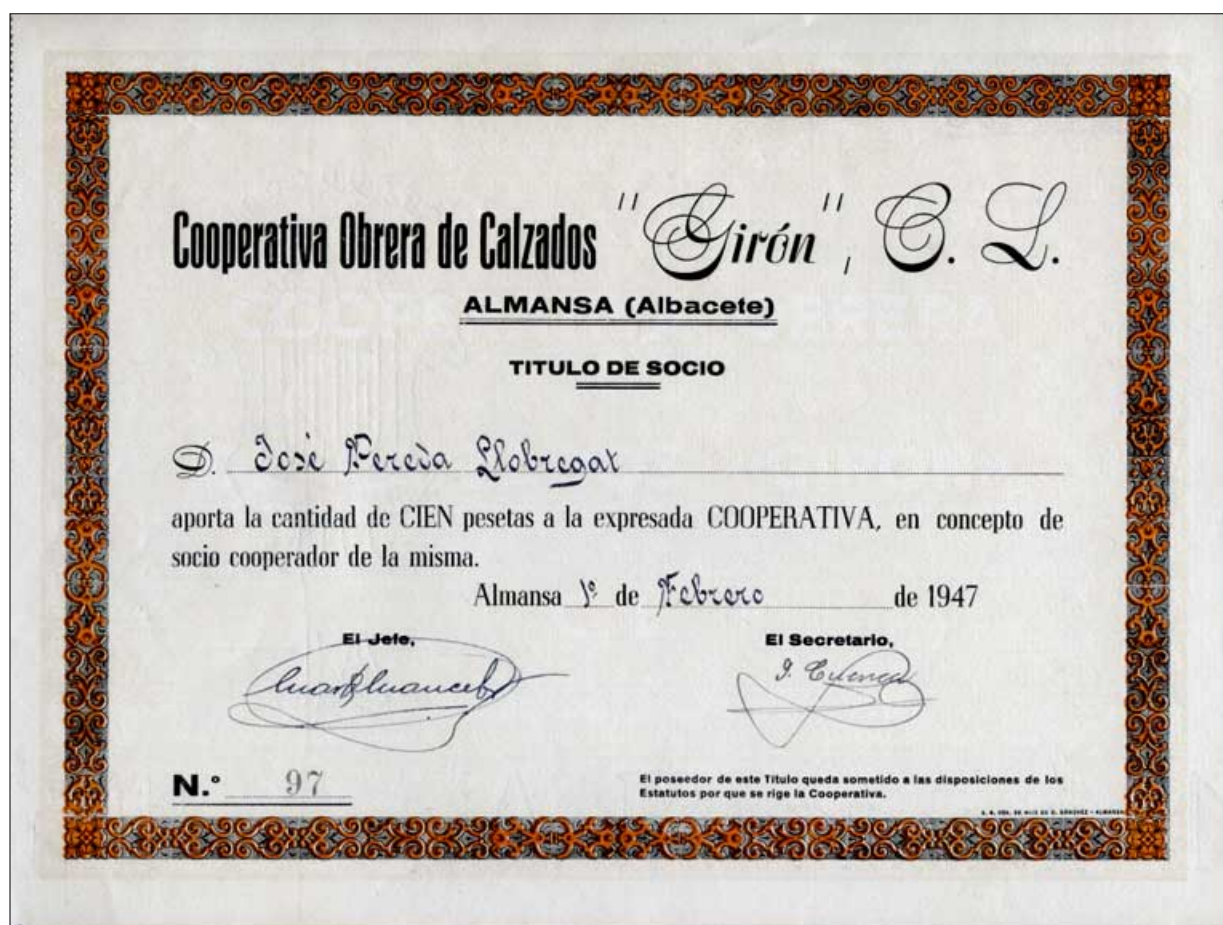 Cooperativa Obrera de Calzados "Girón", C. L.
ALMANSA (Albacete)
TITULO DE SOCIO
D. José Pereda Llobregat
aporta la cantidad de CIEN pesetas a la expresada COOPERATIVA, en concepto de
socio cooperador de la misma.
Almansa 1º de Febrero de 1947
El Jefe,
El Secretario,
J. Cuenca
N.º 97
El poseedor de este Título queda sometido a las disposiciones de los
Estatutos por que se rige la Cooperativa.